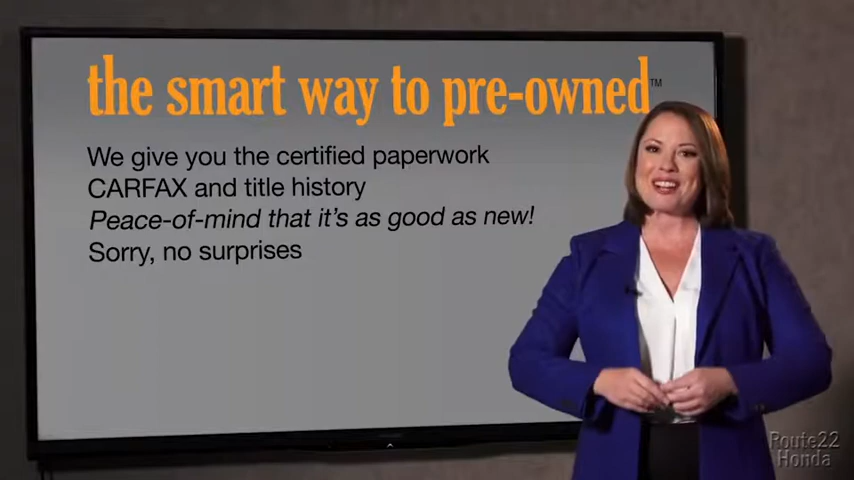 the smart way to pre-owned™
We give you the certified paperwork
CARFAX and title history
Peace-of-mind that it's as good as new!
Sorry, no surprises
Route22
Honda